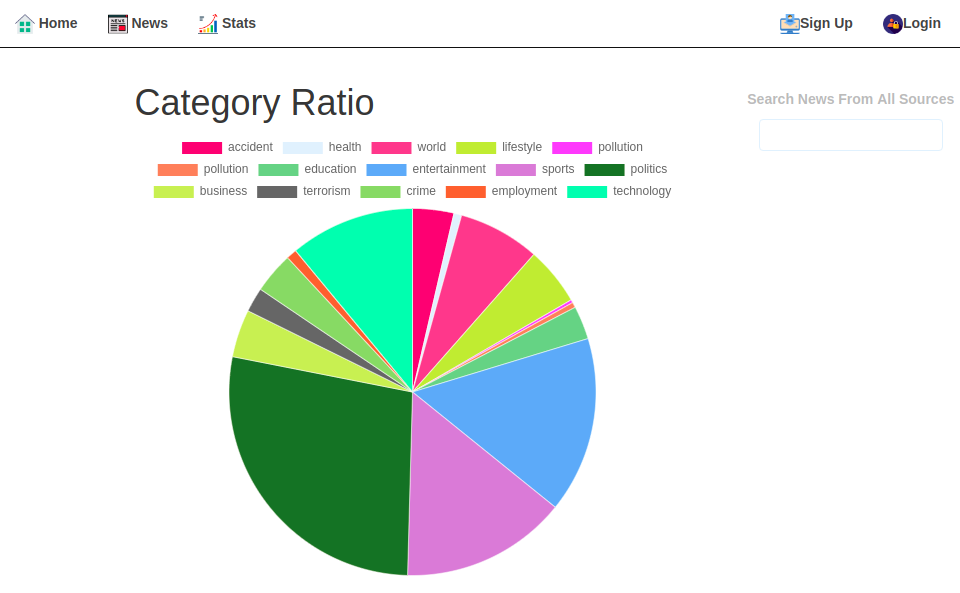 Home News Stats Sign Up Login
Category Ratio
Search News From All Sources
accident health world lifestyle pollution
pollution education entertainment sports politics
business terrorism crime employment technology